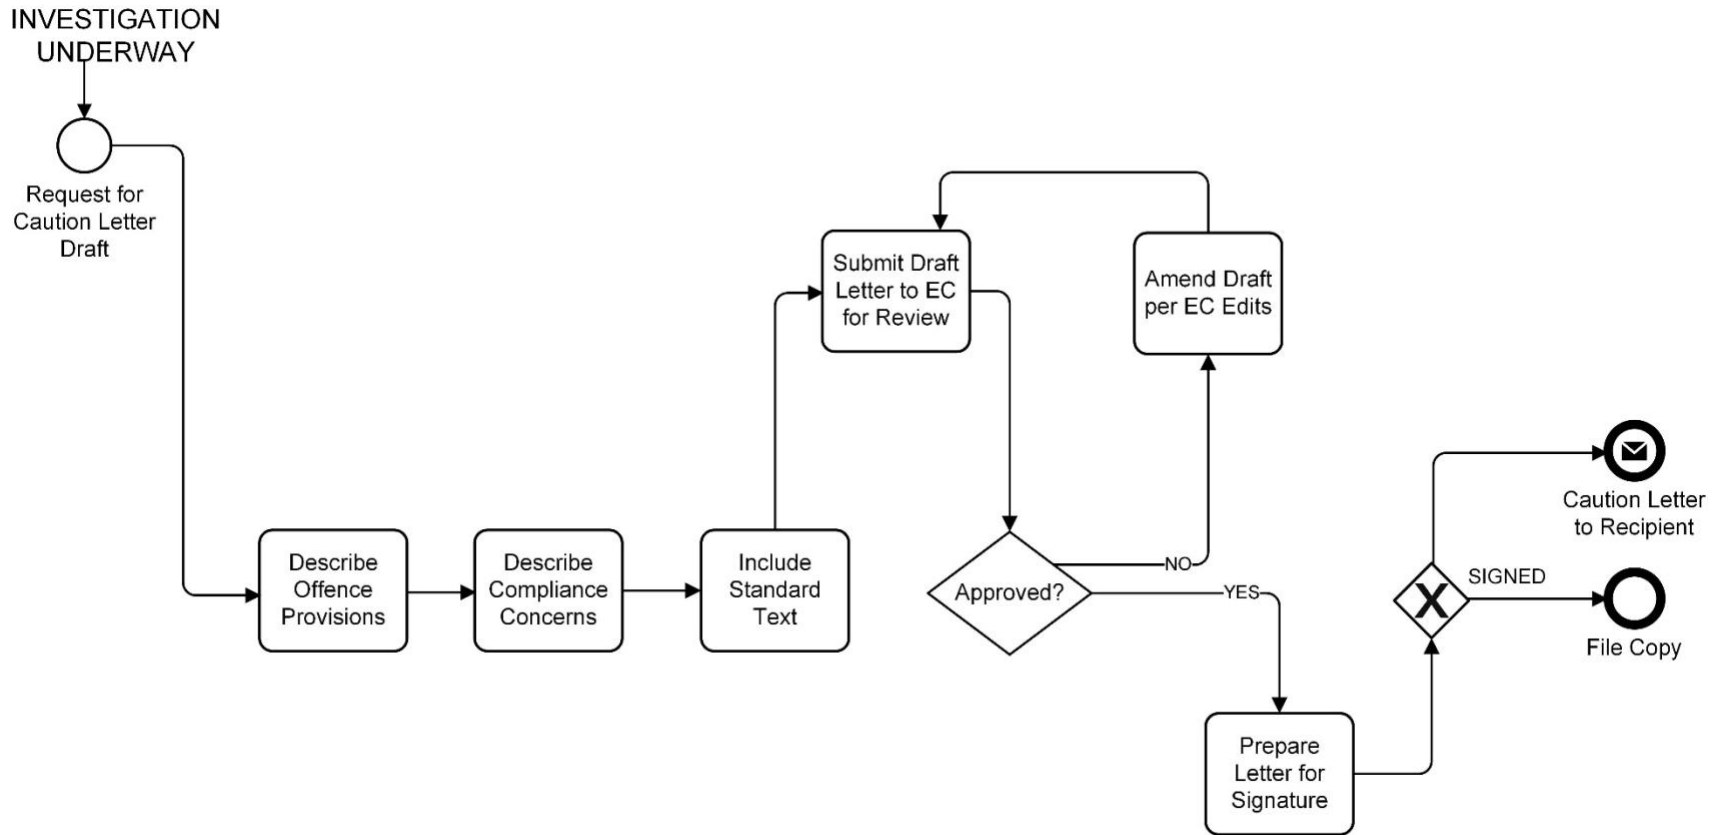 INVESTIGATION
UNDERWAY
Request for
Caution Letter
Draft
Describe
Offence
Provisions
Describe
Compliance
Concerns
Include
Standard
Text
Submit Draft
Letter to EC
for Review
Amend Draft
per EC Edits
Approved?
NO
YES
Prepare
Letter for
Signature
X
SIGNED
Caution Letter
to Recipient
File Copy